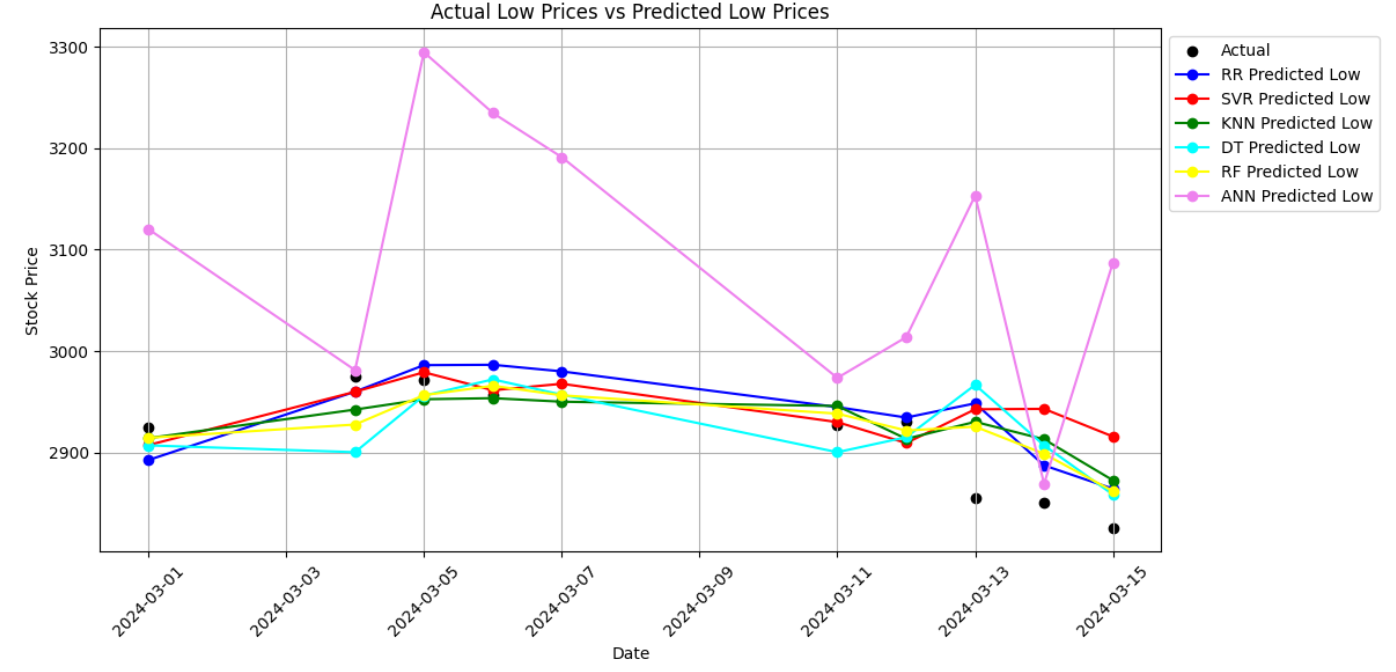 Actual Low Prices vs Predicted Low Prices
3300
3200
3100
3000
2900
Stock Price
2024-03-01
2024-03-03
2024-03-05
2024-03-07
2024-03-09
2024-03-11
2024-03-13
2024-03-15
Date
Actual
RR Predicted Low
SVR Predicted Low
KNN Predicted Low
DT Predicted Low
RF Predicted Low
ANN Predicted Low